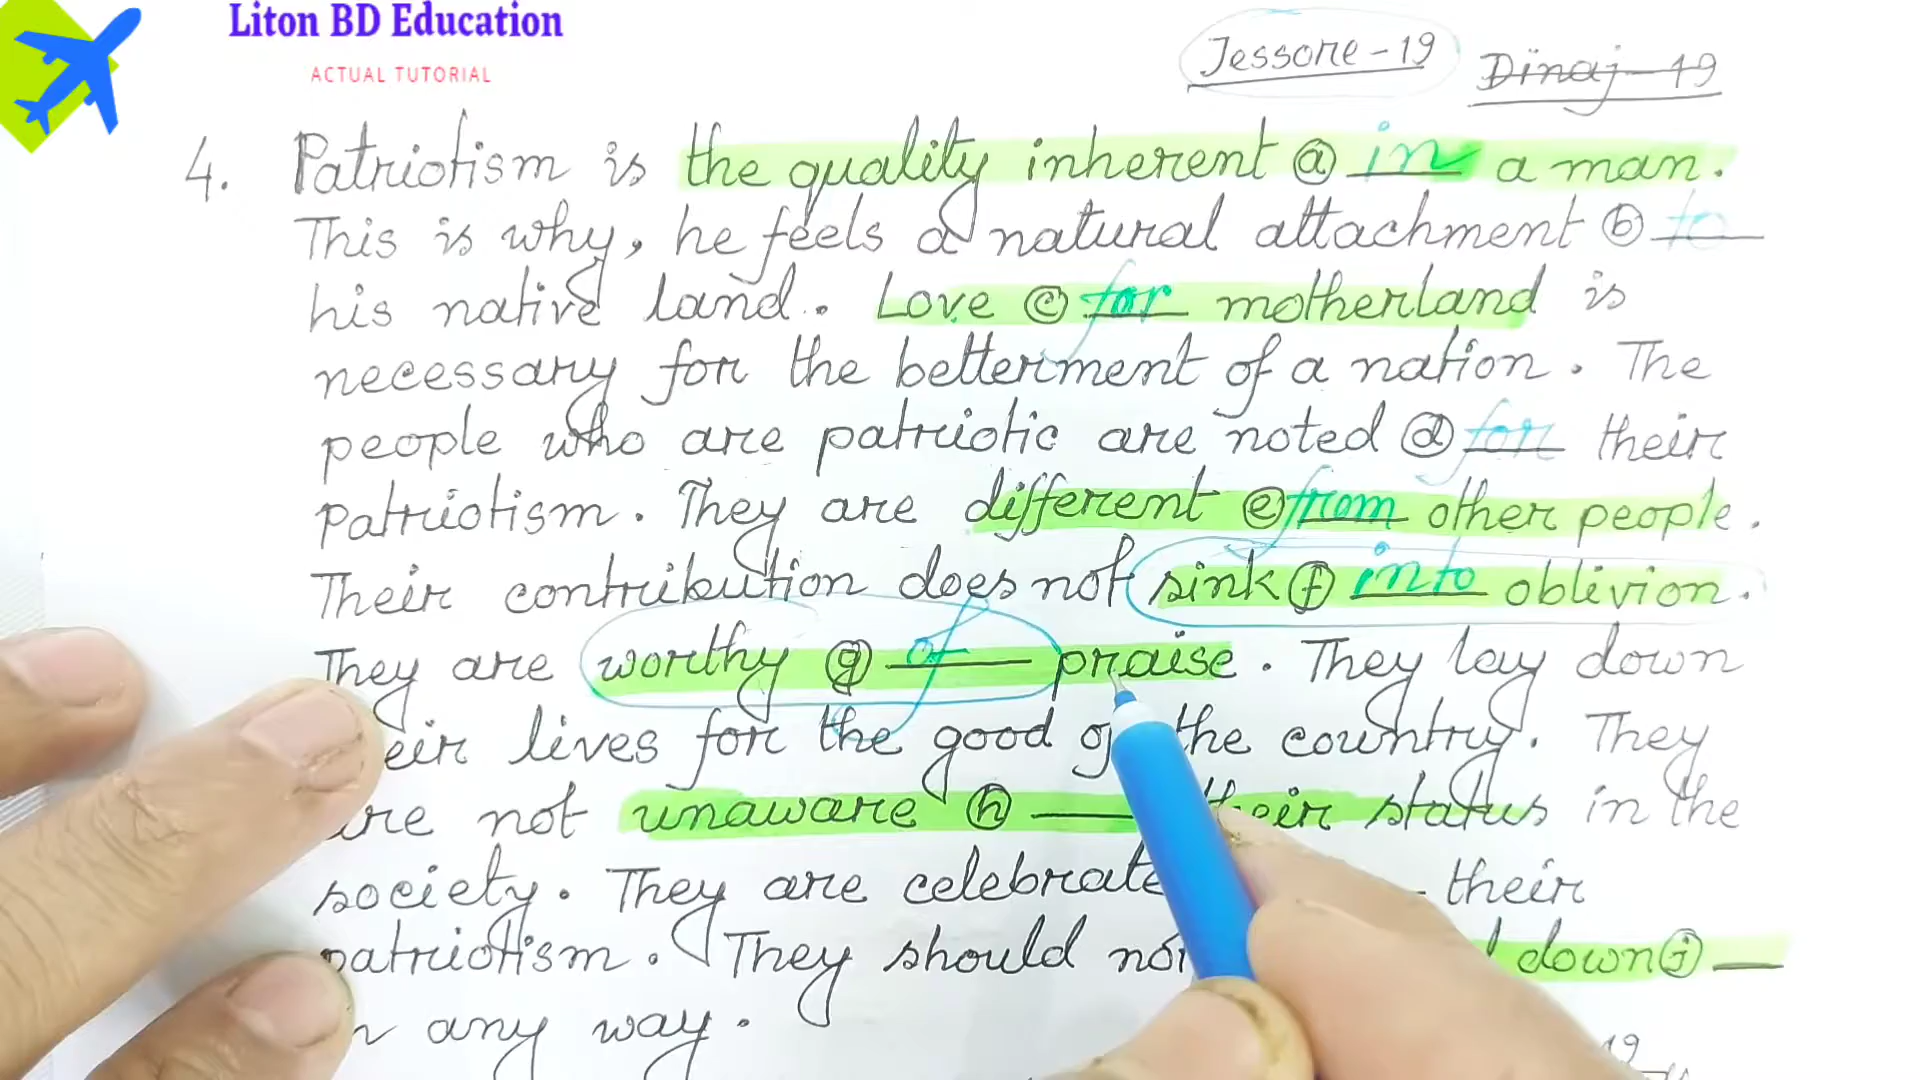 Liton BD Education
ACTUAL TUTORIAL
Jessore-19 Dinaj-19
4. Patriotism is the quality inherent ⓐ in a man.
This is why, he feels a natural attachment ⓑ to
his native land. Love ⓒ for motherland is
necessary for the betterment of a nation. The
people who are patriotic are noted ⓓ for their
patriotism. They are different ⓔ from other people.
Their contribution does not sink ⓕ into oblivion.
They are worthy ⓖ of praise. They lay down
eir lives for the good of the country. They
are not unaware ⓗ their status in the
society. They are celebrate their
patriotism. They should not down ⓙ
any way.
19